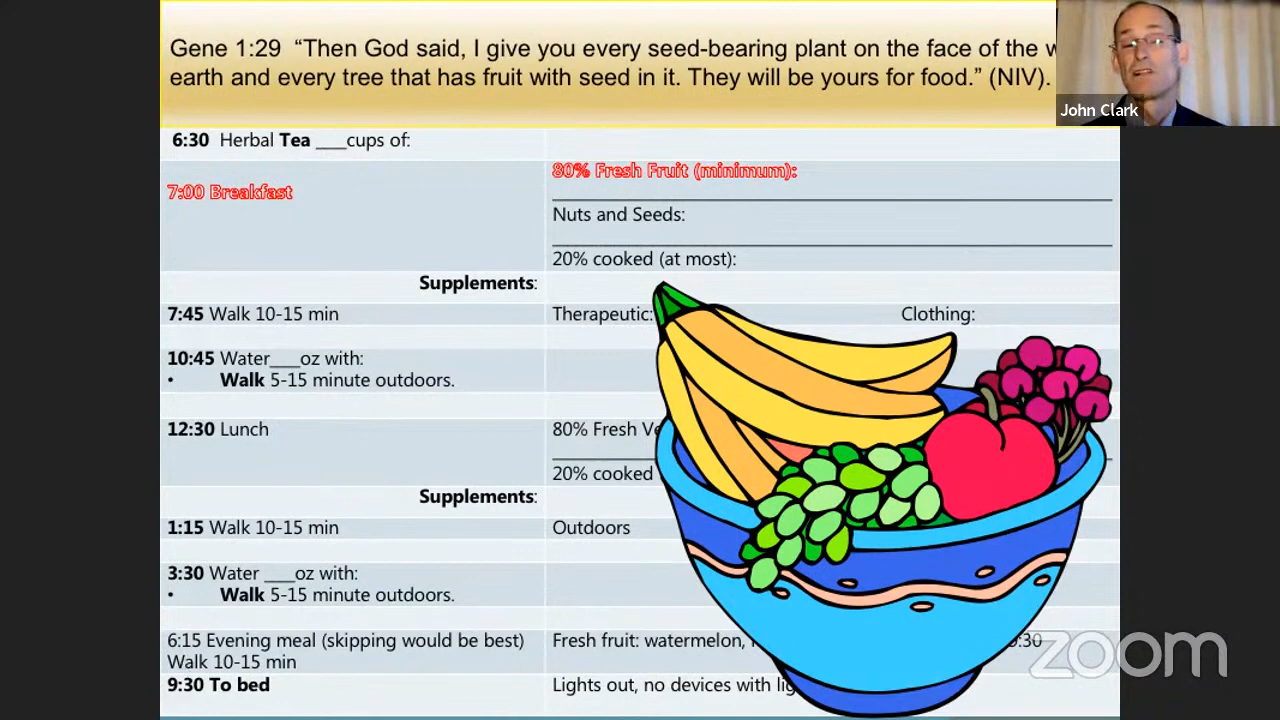 Gene 1:29 “Then God said, I give you every seed-bearing plant on the face of the
earth and every tree that has fruit with seed in it. They will be yours for food.” (NIV).
John Clark
6:30 Herbal Tea ____cups of:
7:00 Breakfast
80% Fresh Fruit (minimum):
Nuts and Seeds:
20% cooked (at most):
Supplements:
7:45 Walk 10-15 min
Therapeutic:
Clothing:
10:45 Water____oz with:
• Walk 5-15 minute outdoors.
12:30 Lunch
80% Fresh
20% cooked
Supplements:
1:15 Walk 10-15 min
Outdoors
3:30 Water ____oz with:
• Walk 5-15 minute outdoors.
6:15 Evening meal (skipping would be best)
Walk 10-15 min
Fresh fruit: watermelon,
9:30 To bed
Lights out, no devices with
zoom